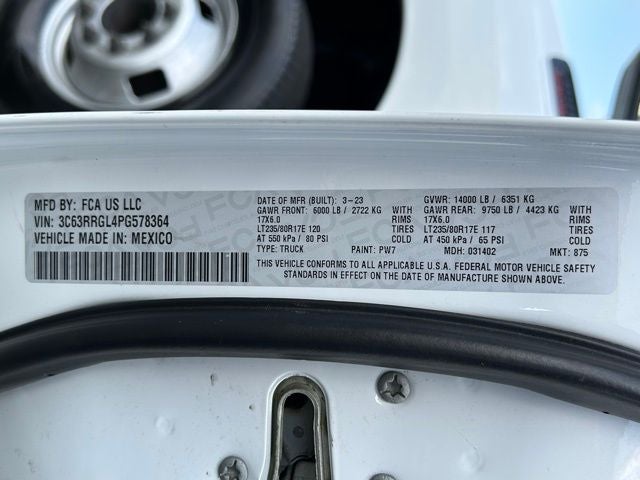 MFD BY: FCA US LLC
VIN: 3C63RRGL4PG578364
VEHICLE MADE IN: MEXICO
DATE OF MFR (BUILT): 3-23 GVWR: 14000 LB / 6351 KG
GAWR FRONT: 6000 LB / 2722 KG WITH GAWR REAR: 9750 LB / 4423 KG WITH
17X6.0 RIMS 17X6.0 RIMS
LT235/80R17E 120 TIRES LT235/80R17E 117 TIRES
AT 550 kPa / 80 PSI COLD AT 450 kPa / 65 PSI COLD
TYPE: TRUCK PAINT: PW7 MDH: 031402 MKT: 875
THIS VEHICLE CONFORMS TO ALL APPLICABLE U.S.A. FEDERAL MOTOR VEHICLE SAFETY
STANDARDS IN EFFECT ON THE DATE OF MANUFACTURE SHOWN ABOVE.